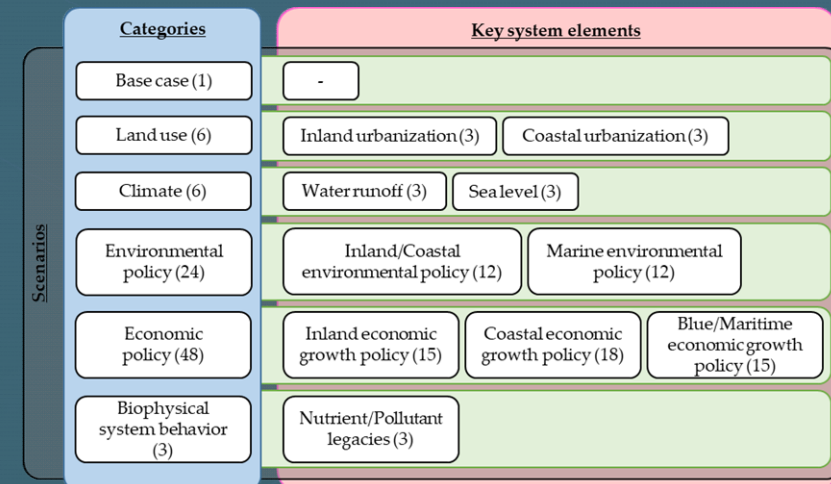 Categories
Key system elements
Scenarios
Base case (1)
-
Land use (6)
Inland urbanization (3)
Coastal urbanization (3)
Climate (6)
Water runoff (3)
Sea level (3)
Environmental
policy (24)
Inland/Coastal
environmental policy (12)
Marine environmental
policy (12)
Economic
policy (48)
Inland economic
growth policy (15)
Coastal economic
growth policy (18)
Blue/Maritime
economic growth
policy (15)
Biophysical
system behavior
(3)
Nutrient/Pollutant
legacies (3)